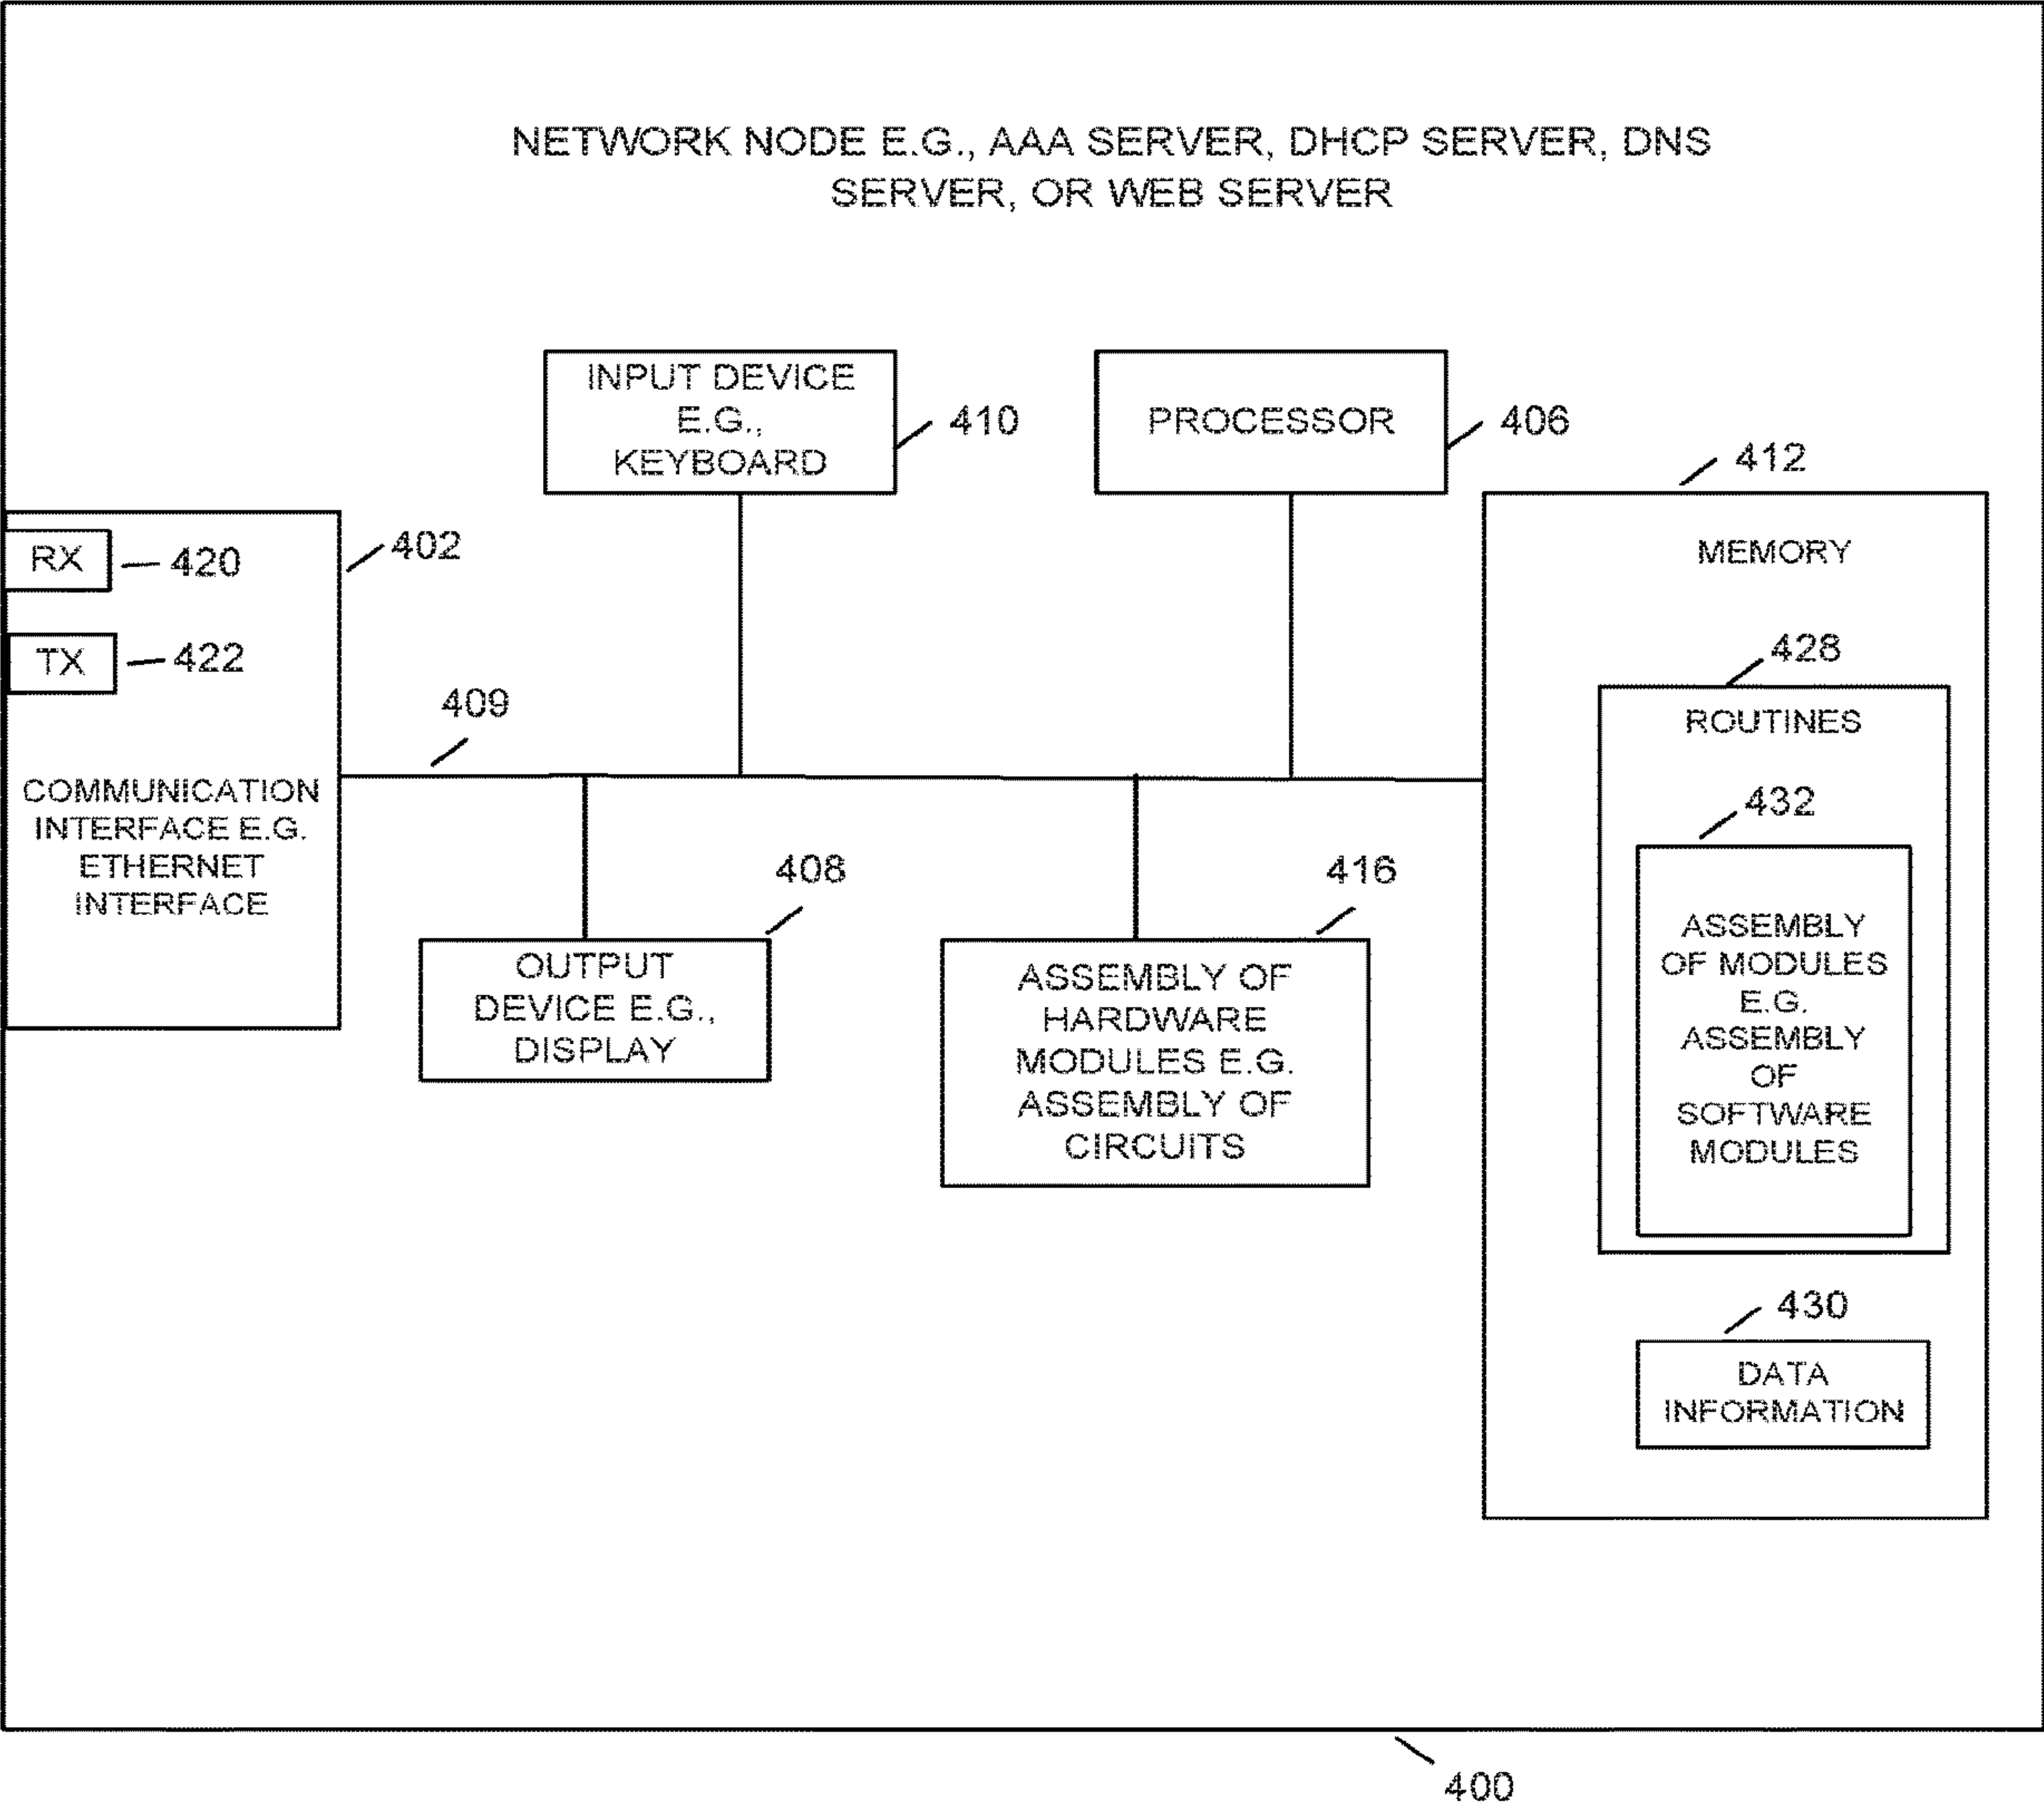 NETWORK NODE E.G., AAA SERVER, DHCP SERVER, DNS
SERVER, OR WEB SERVER
INPUT DEVICE
E.G.,
KEYBOARD
410
PROCESSOR
406
412
MEMORY
RX
420
402
TX
422
428
ROUTINES
409
COMMUNICATION
INTERFACE E.G.
ETHERNET
INTERFACE
432
408
416
OUTPUT
DEVICE E.G.,
DISPLAY
ASSEMBLY OF
HARDWARE
MODULES E.G.
ASSEMBLY OF
CIRCUITS
ASSEMBLY
OF MODULES
E.G.
ASSEMBLY
OF
SOFTWARE
MODULES
430
DATA
INFORMATION
400